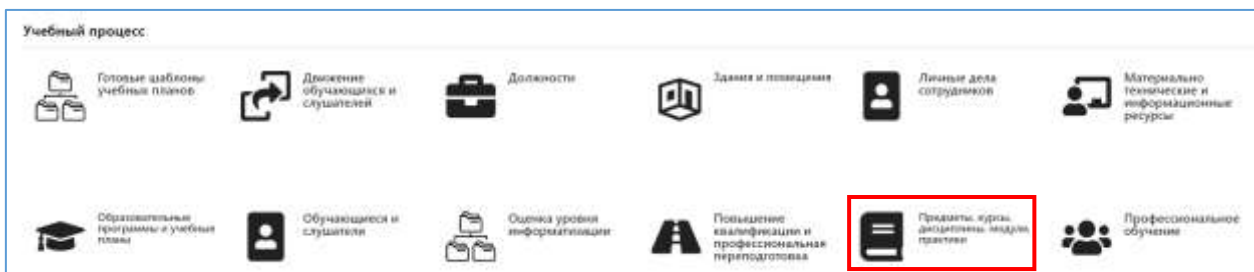 Учебный процесс
Готовые шаблоны
учебных планов
Движение
обучающихся и
слушателей
Должности
Здания и помещения
Личные дела
сотрудников
Материально
технические и
информационные
ресурсы
Образовательные
программы и учебные
планы
Обучающиеся и
слушатели
Оценка уровня
информатизации
Повышение
квалификации и
профессиональная
переподготовка
Предметы, курсы,
дисциплины, модули,
практики
Профессиональное
обучение